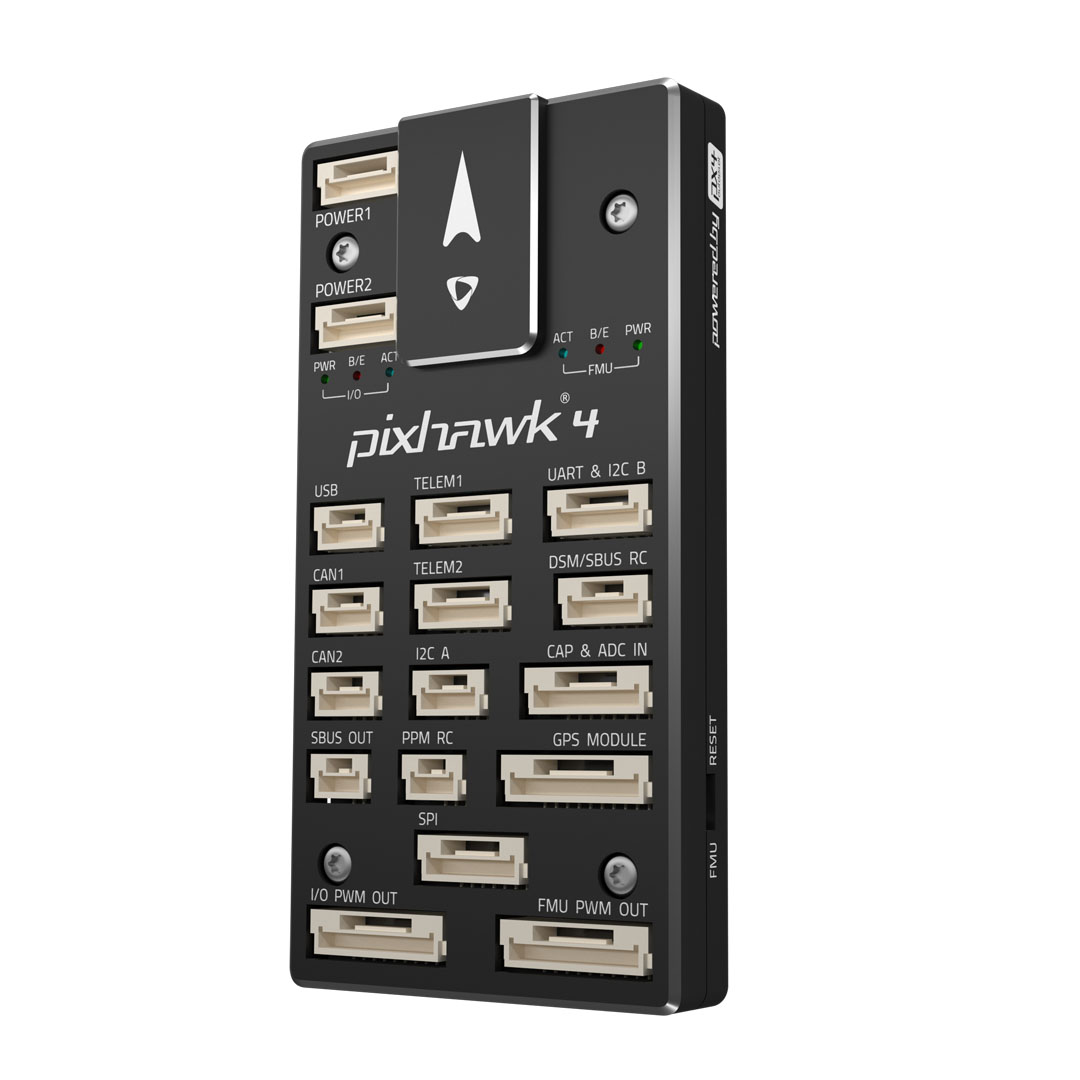 POWER1
POWER2
PWR B/E ACT
I/O
ACT B/E PWR
FMU
pixhawk® 4
USB
TELEM1
UART & I2C B
CAN1
TELEM2
DSM/SBUS RC
CAN2
I2C A
CAP & ADC IN
SBUS OUT
PPM RC
GPS MODULE
SPI
I/O PWM OUT
FMU PWM OUT
powered by
PX4
RESET
FMU